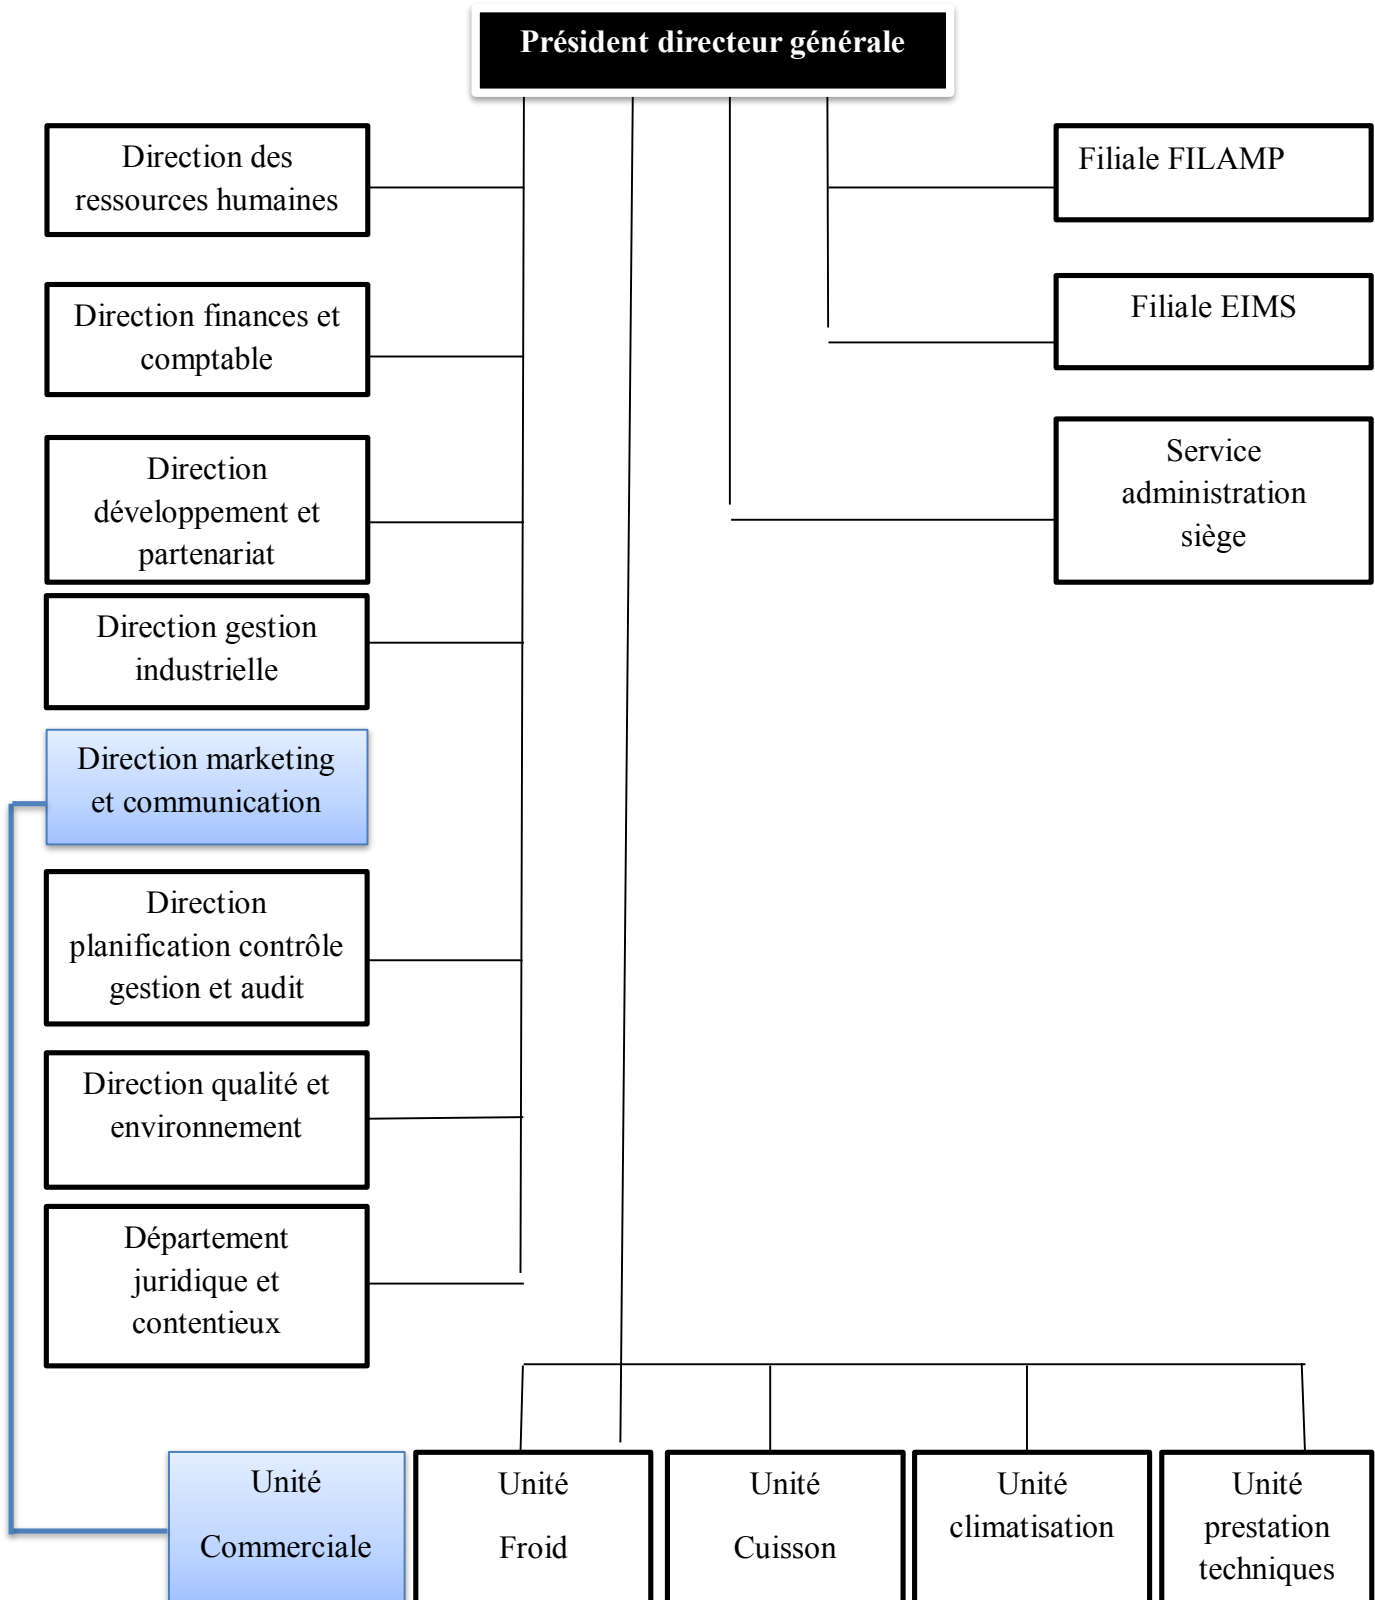 Président directeur générale
Direction des
ressources humaines
Direction finances et
comptable
Direction
développement et
partenariat
Direction gestion
industrielle
Direction marketing
et communication
Direction
planification contrôle
gestion et audit
Direction qualité et
environnement
Département
juridique et
contentieux
Filiale FILAMP
Filiale EIMS
Service
administration
siège
Unité
Commerciale
Unité
Froid
Unité
Cuisson
Unité
climatisation
Unité
prestation
techniques